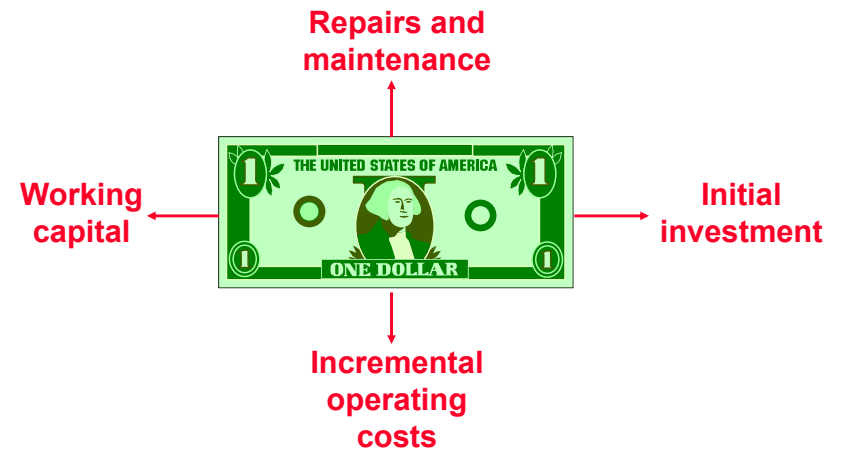 Repairs and
maintenance
1
THE UNITED STATES OF AMERICA
1
Working
capital
Initial
investment
1
ONE DOLLAR
1
Incremental
operating
costs